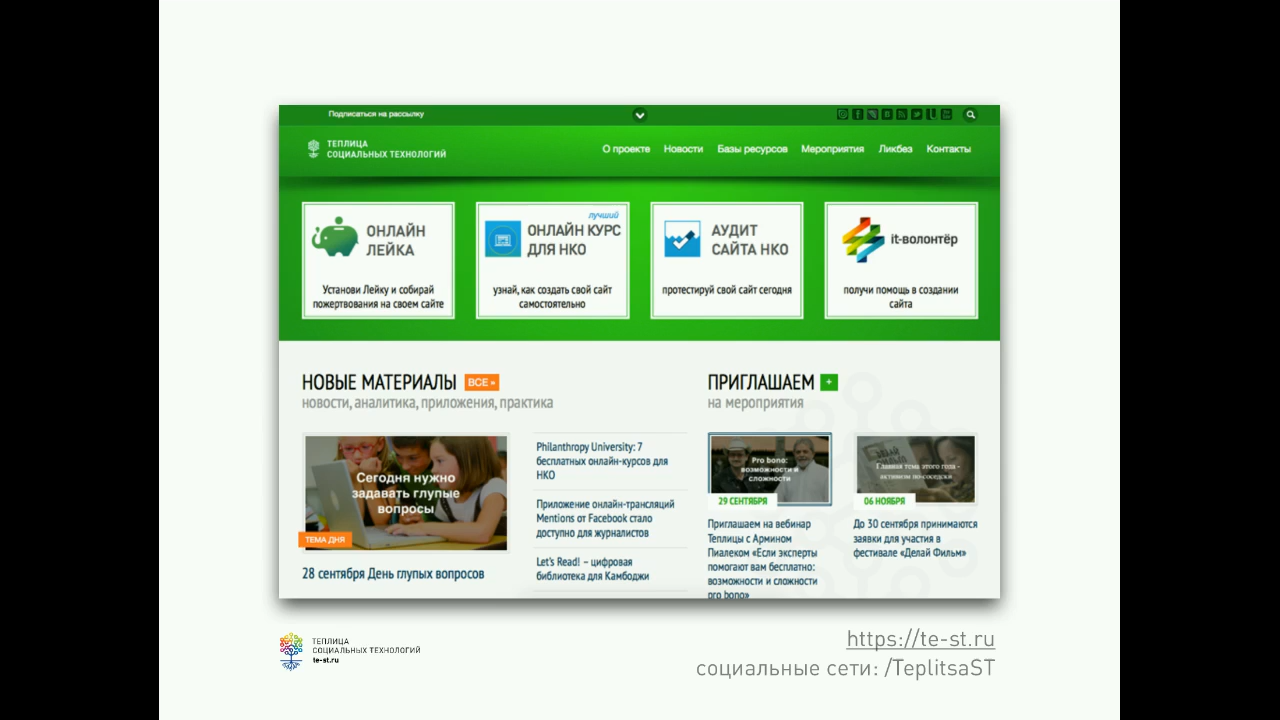 Подписаться на рассылку
ТЕПЛИЦА
СОЦИАЛЬНЫХ ТЕХНОЛОГИЙ
О проекте Новости Базы ресурсов Мероприятия Ликбез Контакты
ОНЛАЙН
ЛЕЙКА
Установи Лейку и собирай
пожертвования на своем сайте
лучший
ОНЛАЙН КУРС
ДЛЯ НКО
узнай, как создать свой сайт
самостоятельно
АУДИТ
САЙТА НКО
протестируй свой сайт сегодня
it-волонтёр
получи помощь в создании
сайта
НОВЫЕ МАТЕРИАЛЫ ВСЕ »
новости, аналитика, приложения, практика
Сегодня нужно
задавать глупые
вопросы
ТЕМА ДНЯ
28 сентября День глупых вопросов
Philanthropy University: 7
бесплатных онлайн-курсов для
НКО
Приложение онлайн-трансляций
Mentions от Facebook стало
доступно для журналистов
Let's Read! – цифровая
библиотека для Камбоджи
ПРИГЛАШАЕМ +
на мероприятия
Pro bono:
возможности и
сложности
29 СЕНТЯБРЯ
Приглашаем на вебинар
Теплицы с Армином
Пиалеком «Если эксперты
помогают вам бесплатно:
возможности и сложности
pro bono»
Главная тема этого года -
активизм по-соседски
06 НОЯБРЯ
До 30 сентября принимаются
заявки для участия в
фестивале «Делай Фильм»
ТЕПЛИЦА
СОЦИАЛЬНЫХ ТЕХНОЛОГИЙ
te-st.ru
https://te-st.ru
социальные сети: /TeplitsaST